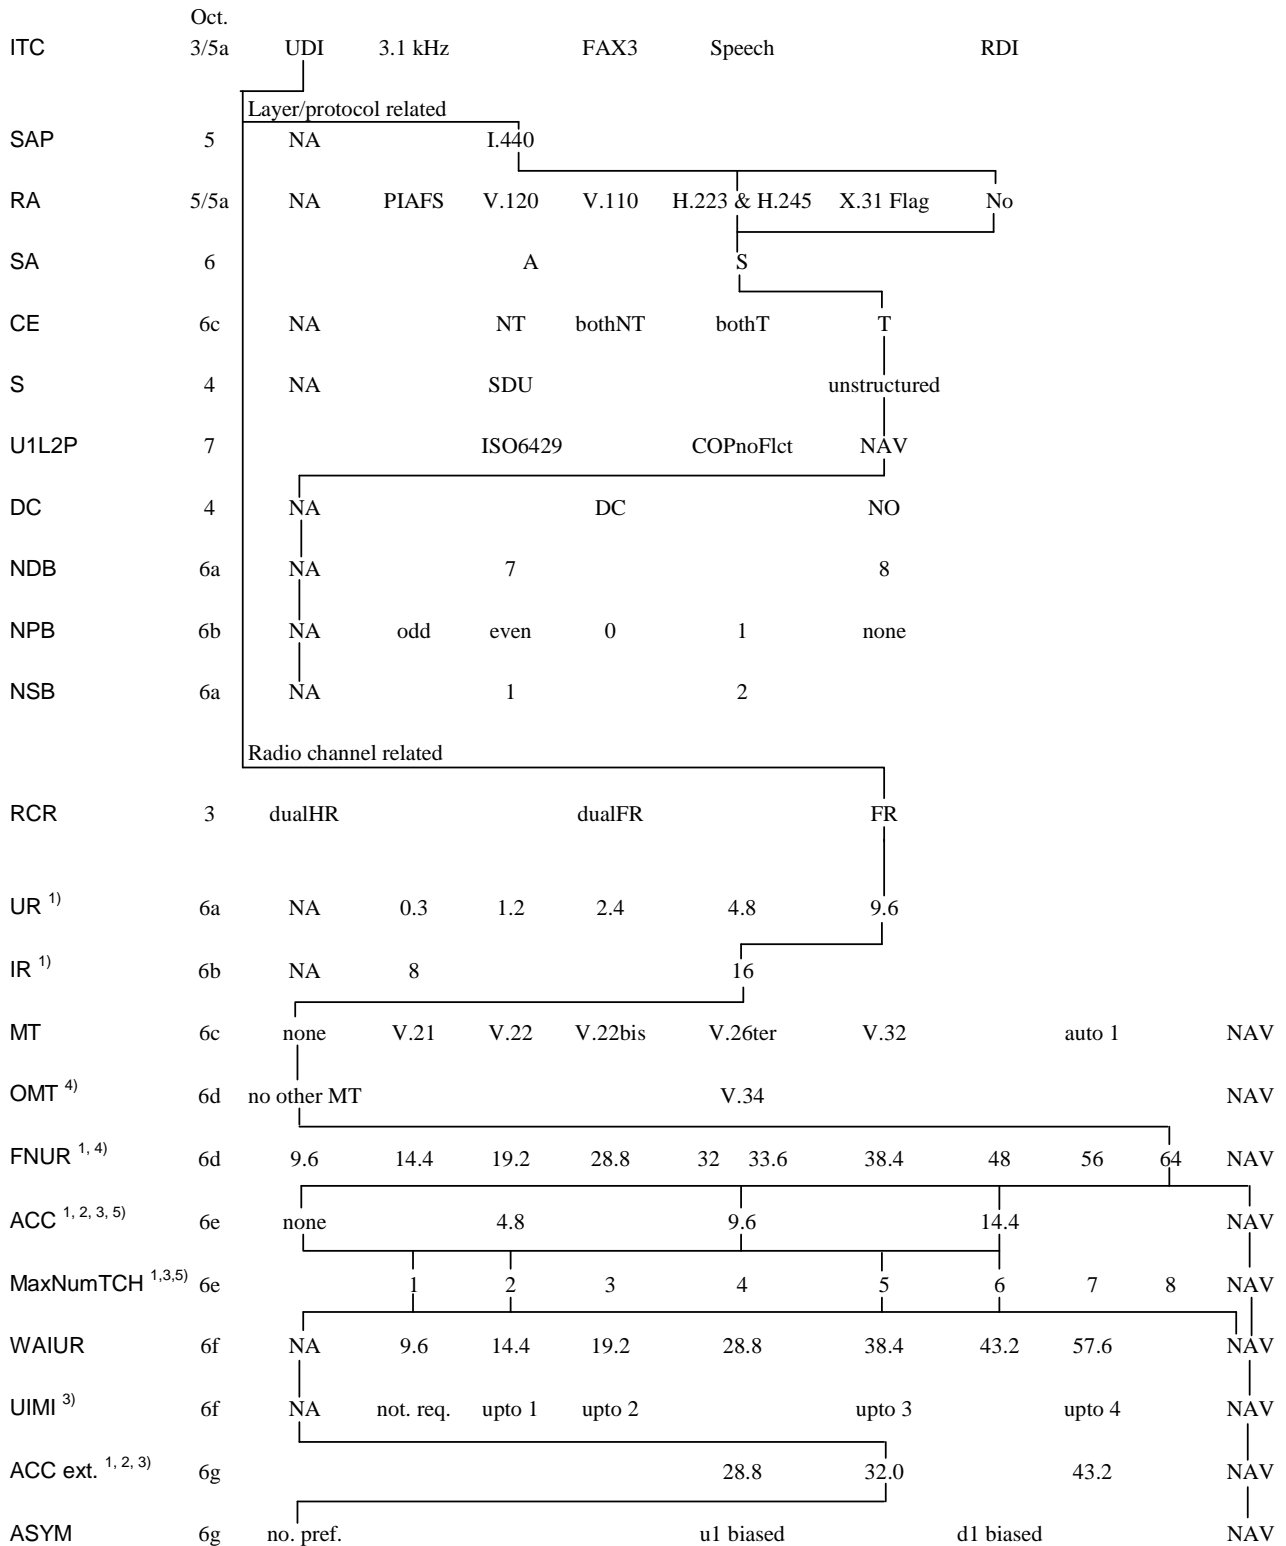 Oct.
ITC 3/5a UDI 3.1 kHz FAX3 Speech RDI
Layer/protocol related
SAP 5 NA I.440
RA 5/5a NA PIAFS V.120 V.110 H.223 & H.245 X.31 Flag No
SA 6 A S
CE 6c NA NT bothNT bothT T
S 4 NA SDU unstructured
U1L2P 7 ISO6429 COPnoFlct NAV
DC 4 NA DC NO
NDB 6a NA 7 8
NPB 6b NA odd even 0 1 none
NSB 6a NA 1 2
Radio channel related
RCR 3 dualHR dualFR FR
UR 1) 6a NA 0.3 1.2 2.4 4.8 9.6
IR 1) 6b NA 8 16
MT 6c none V.21 V.22 V.22bis V.26ter V.32 auto 1 NAV
OMT 4) 6d no other MT V.34 NAV
FNUR 1, 4) 6d 9.6 14.4 19.2 28.8 32 33.6 38.4 48 56 64 NAV
ACC 1, 2, 3, 5) 6e none 4.8 9.6 14.4 NAV
MaxNumTCH 1,3,5) 6e 1 2 3 4 5 6 7 8 NAV
WAIUR 6f NA 9.6 14.4 19.2 28.8 38.4 43.2 57.6 NAV
UIMI 3) 6f NA not. req. upto 1 upto 2 upto 3 upto 4 NAV
ACC ext. 1, 2, 3) 6g 28.8 32.0 43.2 NAV
ASYM 6g no. pref. u1 biased d1 biased NAV